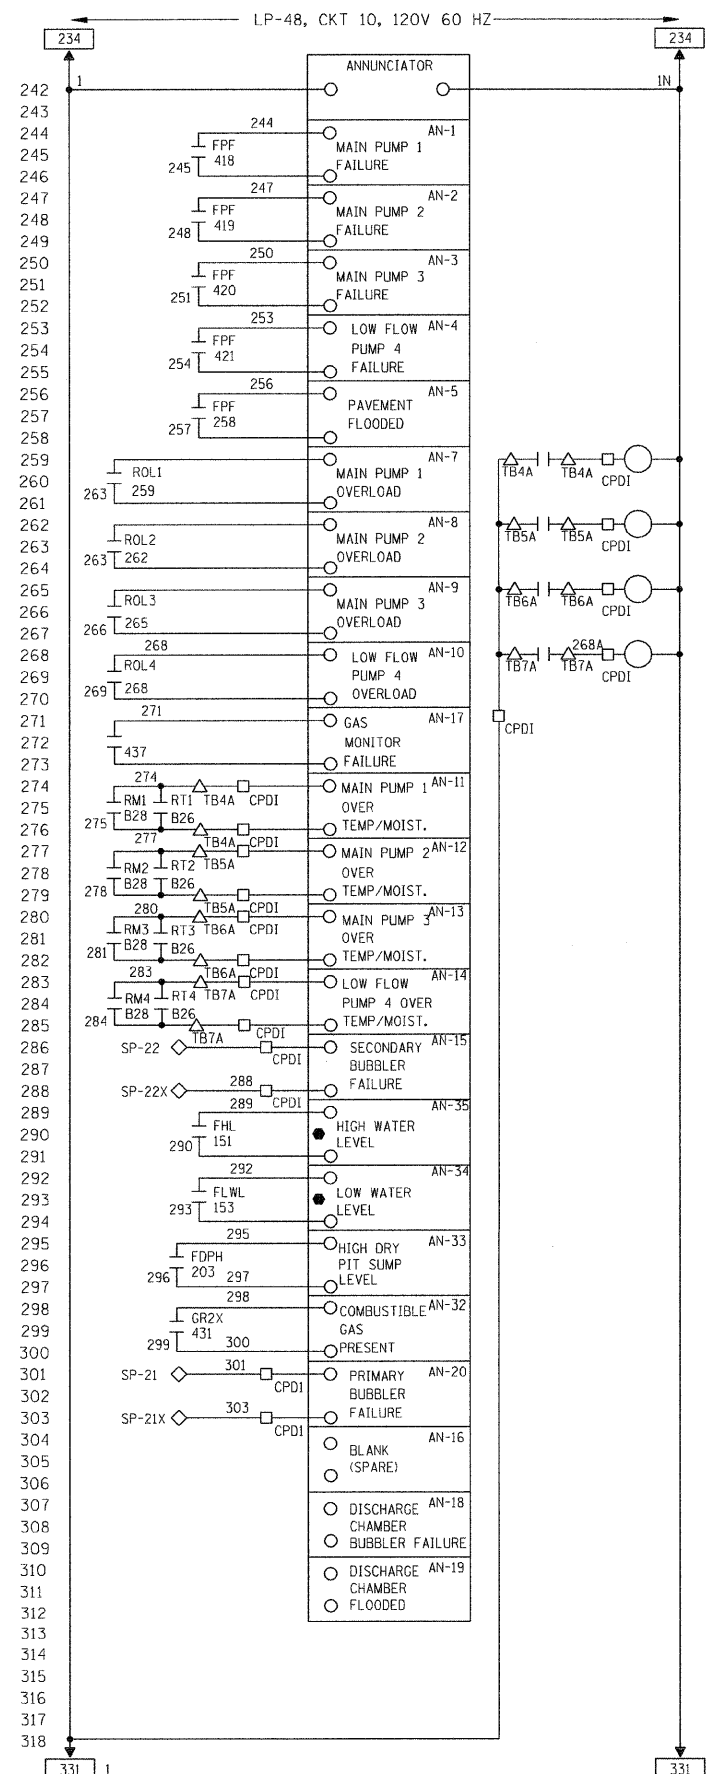 LP-48, CKT 10, 120V 60 HZ
234 234
ANNUNCIATOR
242 1 1N
243
244 244 AN-1
FPF MAIN PUMP 1
245 245 418 FAILURE
246
247 247 AN-2
FPF MAIN PUMP 2
248 248 419 FAILURE
249
250 250 AN-3
FPF MAIN PUMP 3
251 251 420 FAILURE
252
253 253 LOW FLOW AN-4
FPF PUMP 4
254 254 421 FAILURE
255
256 256 AN-5
FPF PAVEMENT
257 257 258 FLOODED
258
259 AN-7 TB4A TB4A CPDI
ROL1 MAIN PUMP 1
260 263 259 OVERLOAD
261
262 AN-8 TB5A TB5A CPDI
ROL2 MAIN PUMP 2
263 263 262 OVERLOAD
264
265 AN-9 TB6A TB6A CPDI
ROL3 MAIN PUMP 3
266 266 265 OVERLOAD
267
268 268 LOW FLOW AN-10 268A TB7A TB7A CPDI
ROL4 PUMP 4
269 269 268 OVERLOAD
270
271 271 GAS AN-17 CPDI
272 437 MONITOR
273 FAILURE
274 274 TB4A CPDI MAIN PUMP 1 AN-11
275 275 RM1 B28 RT1 B26 OVER
276 TB4A CPDI TEMP/MOIST.
277 277 TB5A MAIN PUMP 2 AN-12
278 278 RM2 B28 RT2 B26 OVER
279 TB5A CPDI TEMP/MOIST.
280 280 TB6A CPDI MAIN PUMP 3 AN-13
281 281 RM3 B28 RT3 B26 OVER
282 TB6A CPDI TEMP/MOIST.
283 283 TB7A CPDI LOW FLOW AN-14
284 284 RM4 B28 RT4 B26 PUMP 4 OVER
285 TB7A CPDI TEMP/MOIST.
286 SP-22 CPDI SECONDARY AN-15
287 BUBBLER
288 SP-22X 288 CPDI FAILURE
289 289 AN-35
290 290 FHL 151 HIGH WATER
291 LEVEL
292 292 AN-34
293 293 FLWL 153 LOW WATER
294 LEVEL
295 295 HIGH DRY AN-33
296 296 FDPH 203 PIT SUMP
297 297 LEVEL
298 298 COMBUSTIBLE AN-32
299 299 GR2X 431 GAS
300 300 PRESENT
301 SP-21 301 CPD1 PRIMARY AN-20
302 BUBBLER
303 SP-21X 303 CPD1 FAILURE
304 AN-16
305 BLANK
306 (SPARE)
307 DISCHARGE AN-18
308 CHAMBER
309 BUBBLER FAILURE
310 DISCHARGE AN-19
311 CHAMBER
312 FLOODED
313
314
315
316
317
318
331 1 331